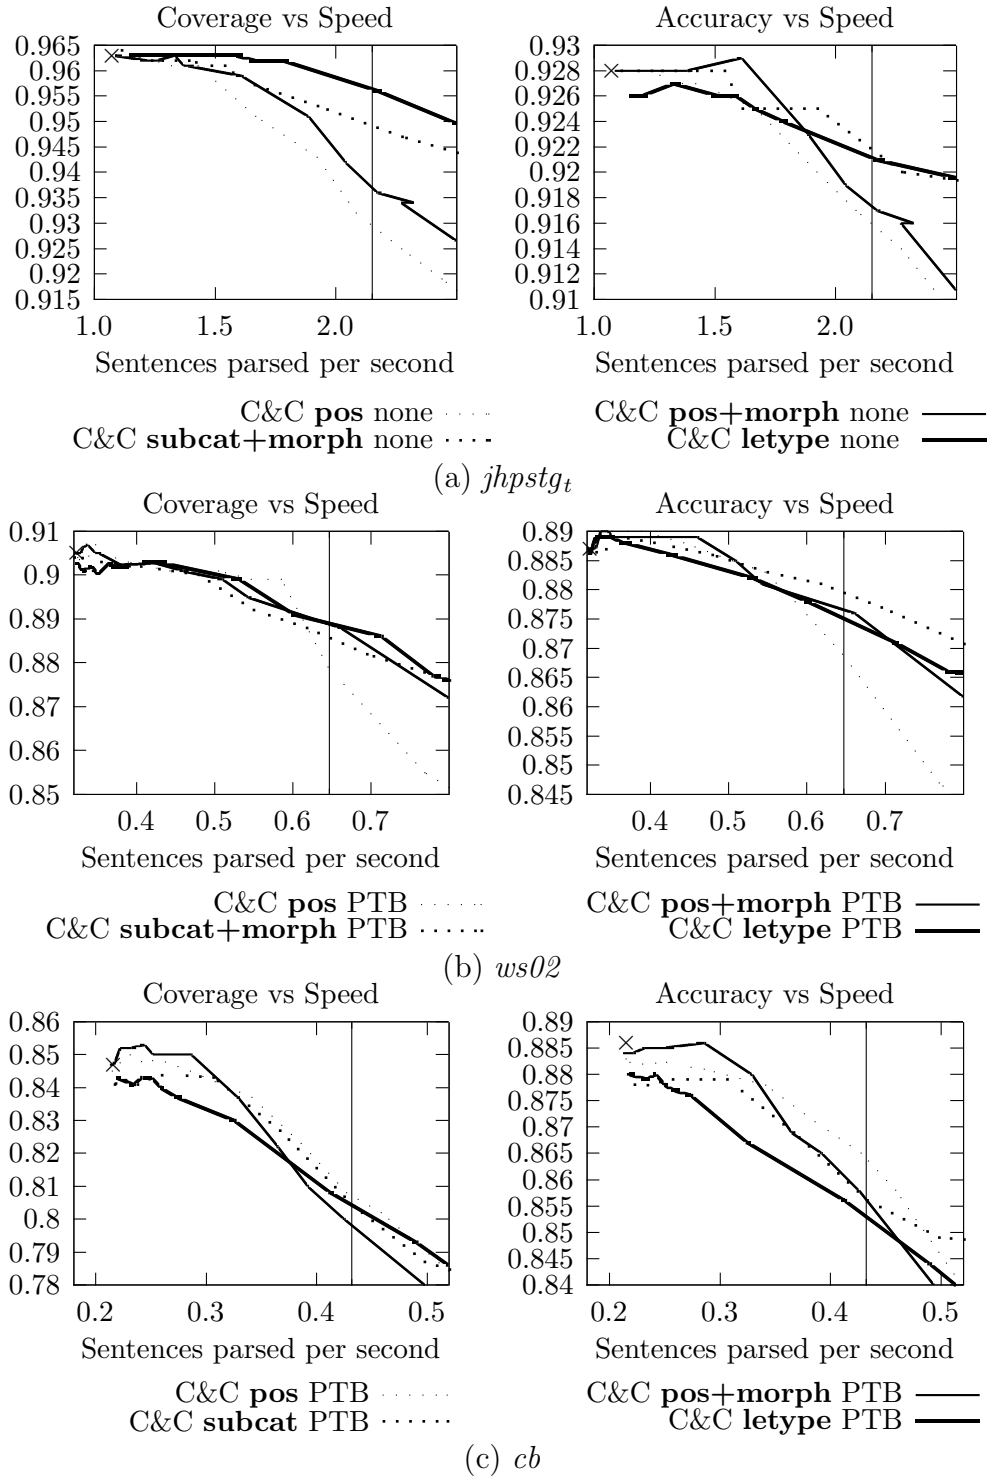 Coverage vs Speed
Accuracy vs Speed
0.965
0.96
0.955
0.95
0.945
0.94
0.935
0.93
0.925
0.92
0.915
1.0 1.5 2.0
Sentences parsed per second
0.93
0.928
0.926
0.924
0.922
0.92
0.918
0.916
0.914
0.912
0.91
1.0 1.5 2.0
Sentences parsed per second
C&C pos none
C&C subcat+morph none
C&C pos+morph none
C&C letype none
(a) jhpstg_t
Coverage vs Speed
Accuracy vs Speed
0.91
0.9
0.89
0.88
0.87
0.86
0.85
0.4 0.5 0.6 0.7
Sentences parsed per second
0.89
0.885
0.88
0.875
0.87
0.865
0.86
0.855
0.85
0.845
0.4 0.5 0.6 0.7
Sentences parsed per second
C&C pos PTB
C&C subcat+morph PTB
C&C pos+morph PTB
C&C letype PTB
(b) ws02
Coverage vs Speed
Accuracy vs Speed
0.86
0.85
0.84
0.83
0.82
0.81
0.8
0.79
0.78
0.2 0.3 0.4 0.5
Sentences parsed per second
0.89
0.885
0.88
0.875
0.87
0.865
0.86
0.855
0.85
0.845
0.84
0.2 0.3 0.4 0.5
Sentences parsed per second
C&C pos PTB
C&C subcat PTB
C&C pos+morph PTB
C&C letype PTB
(c) cb